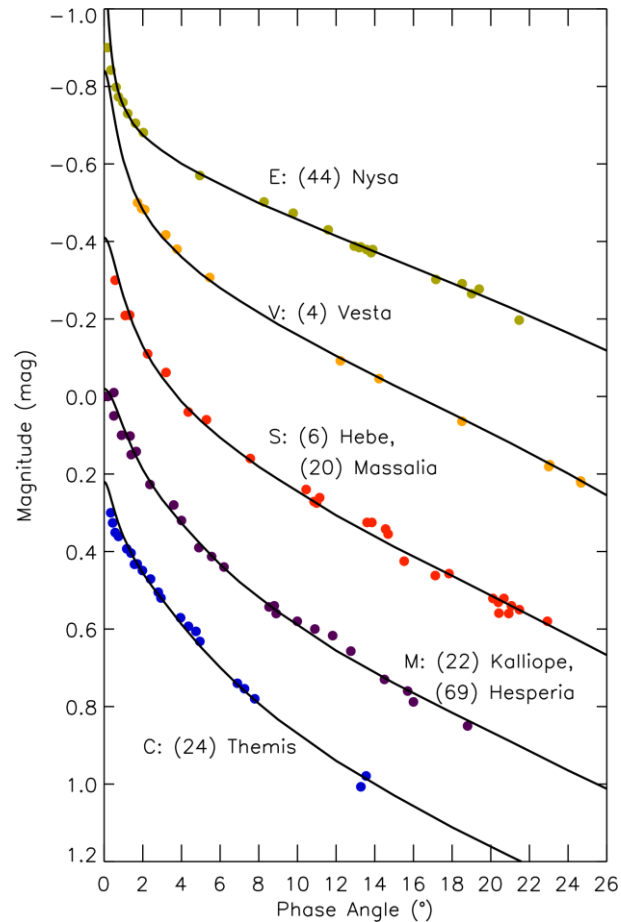 -1.0
-0.8
-0.6
-0.4
-0.2
0.0
0.2
0.4
0.6
0.8
1.0
1.2
Magnitude (mag)
E: (44) Nysa
V: (4) Vesta
S: (6) Hebe,
(20) Massalia
M: (22) Kalliope,
(69) Hesperia
C: (24) Themis
0 2 4 6 8 10 12 14 16 18 20 22 24 26
Phase Angle (°)